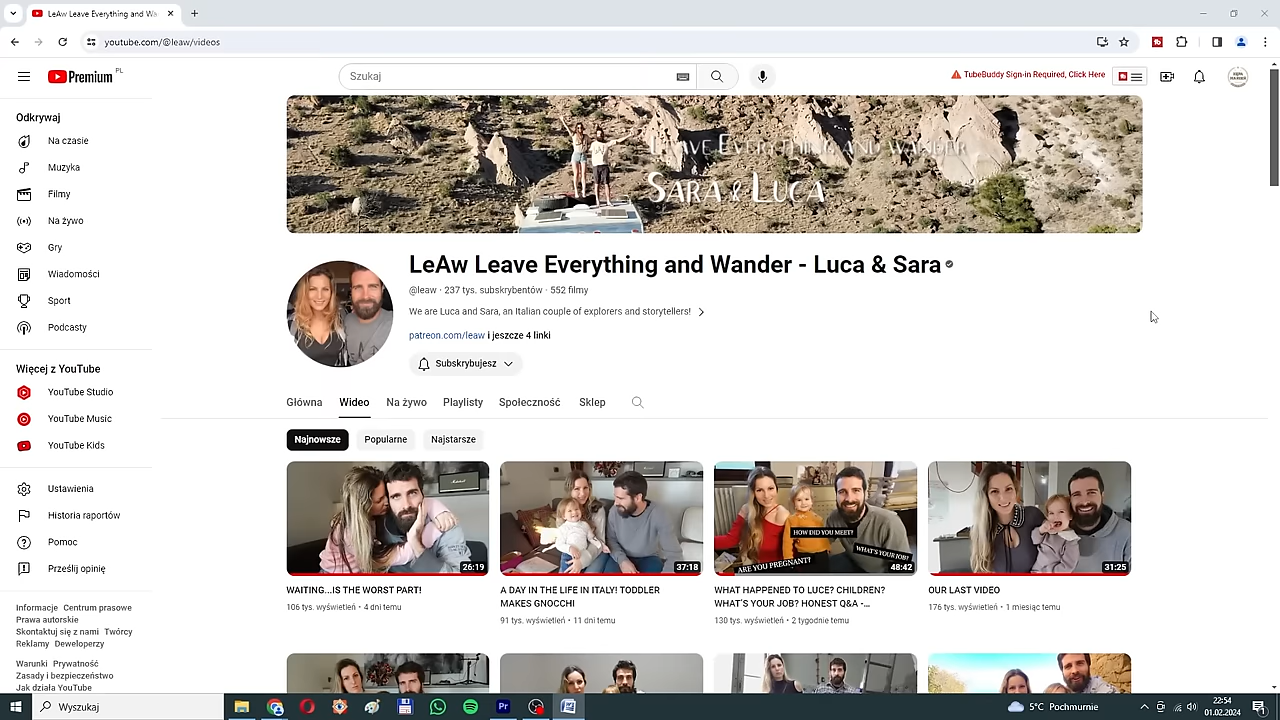 LeAw Leave Everything and Wa
youtube.com/@leaw/videos
Premium PL
Szukaj
TubeBuddy Sign-in Required, Click Here
Odkrywaj
Na czasie
Muzyka
Filmy
Na żywo
Gry
Wiadomości
Sport
Podcasty
Więcej z YouTube
YouTube Studio
YouTube Music
YouTube Kids
Ustawienia
Historia raportów
Pomoc
Prześlij opinię
Informacje Centrum prasowe
Prawa autorskie
Skontaktuj się z nami Twórcy
Reklamy Deweloperzy
Warunki Prywatność
Zasady i bezpieczeństwo
Jak działa YouTube
Leave Everything and wander
Sara & Luca
LeAw Leave Everything and Wander - Luca & Sara
@leaw · 237 tys. subskrybentów · 552 filmy
We are Luca and Sara, an Italian couple of explorers and storytellers!
patreon.com/leaw i jeszcze 4 linki
Subskrybujesz
Główna Wideo Na żywo Playlisty Społeczność Sklep
Najnowsze Popularne Najstarsze
Marshall
26:19
WAITING...IS THE WORST PART!
106 tys. wyświetleń • 4 dni temu
37:18
A DAY IN THE LIFE IN ITALY! TODDLER
MAKES GNOCCHI
91 tys. wyświetleń • 11 dni temu
HOW DID YOU MEET?
WHAT'S YOUR JOB?
ARE YOU PREGNANT?
48:42
WHAT HAPPENED TO LUCE? CHILDREN?
WHAT'S YOUR JOB? HONEST Q&A -...
130 tys. wyświetleń • 2 tygodnie temu
31:25
OUR LAST VIDEO
176 tys. wyświetleń • 1 miesiąc temu
Wyszukaj
Pr
5°C Pochmurnie
22:54
01.02.2024